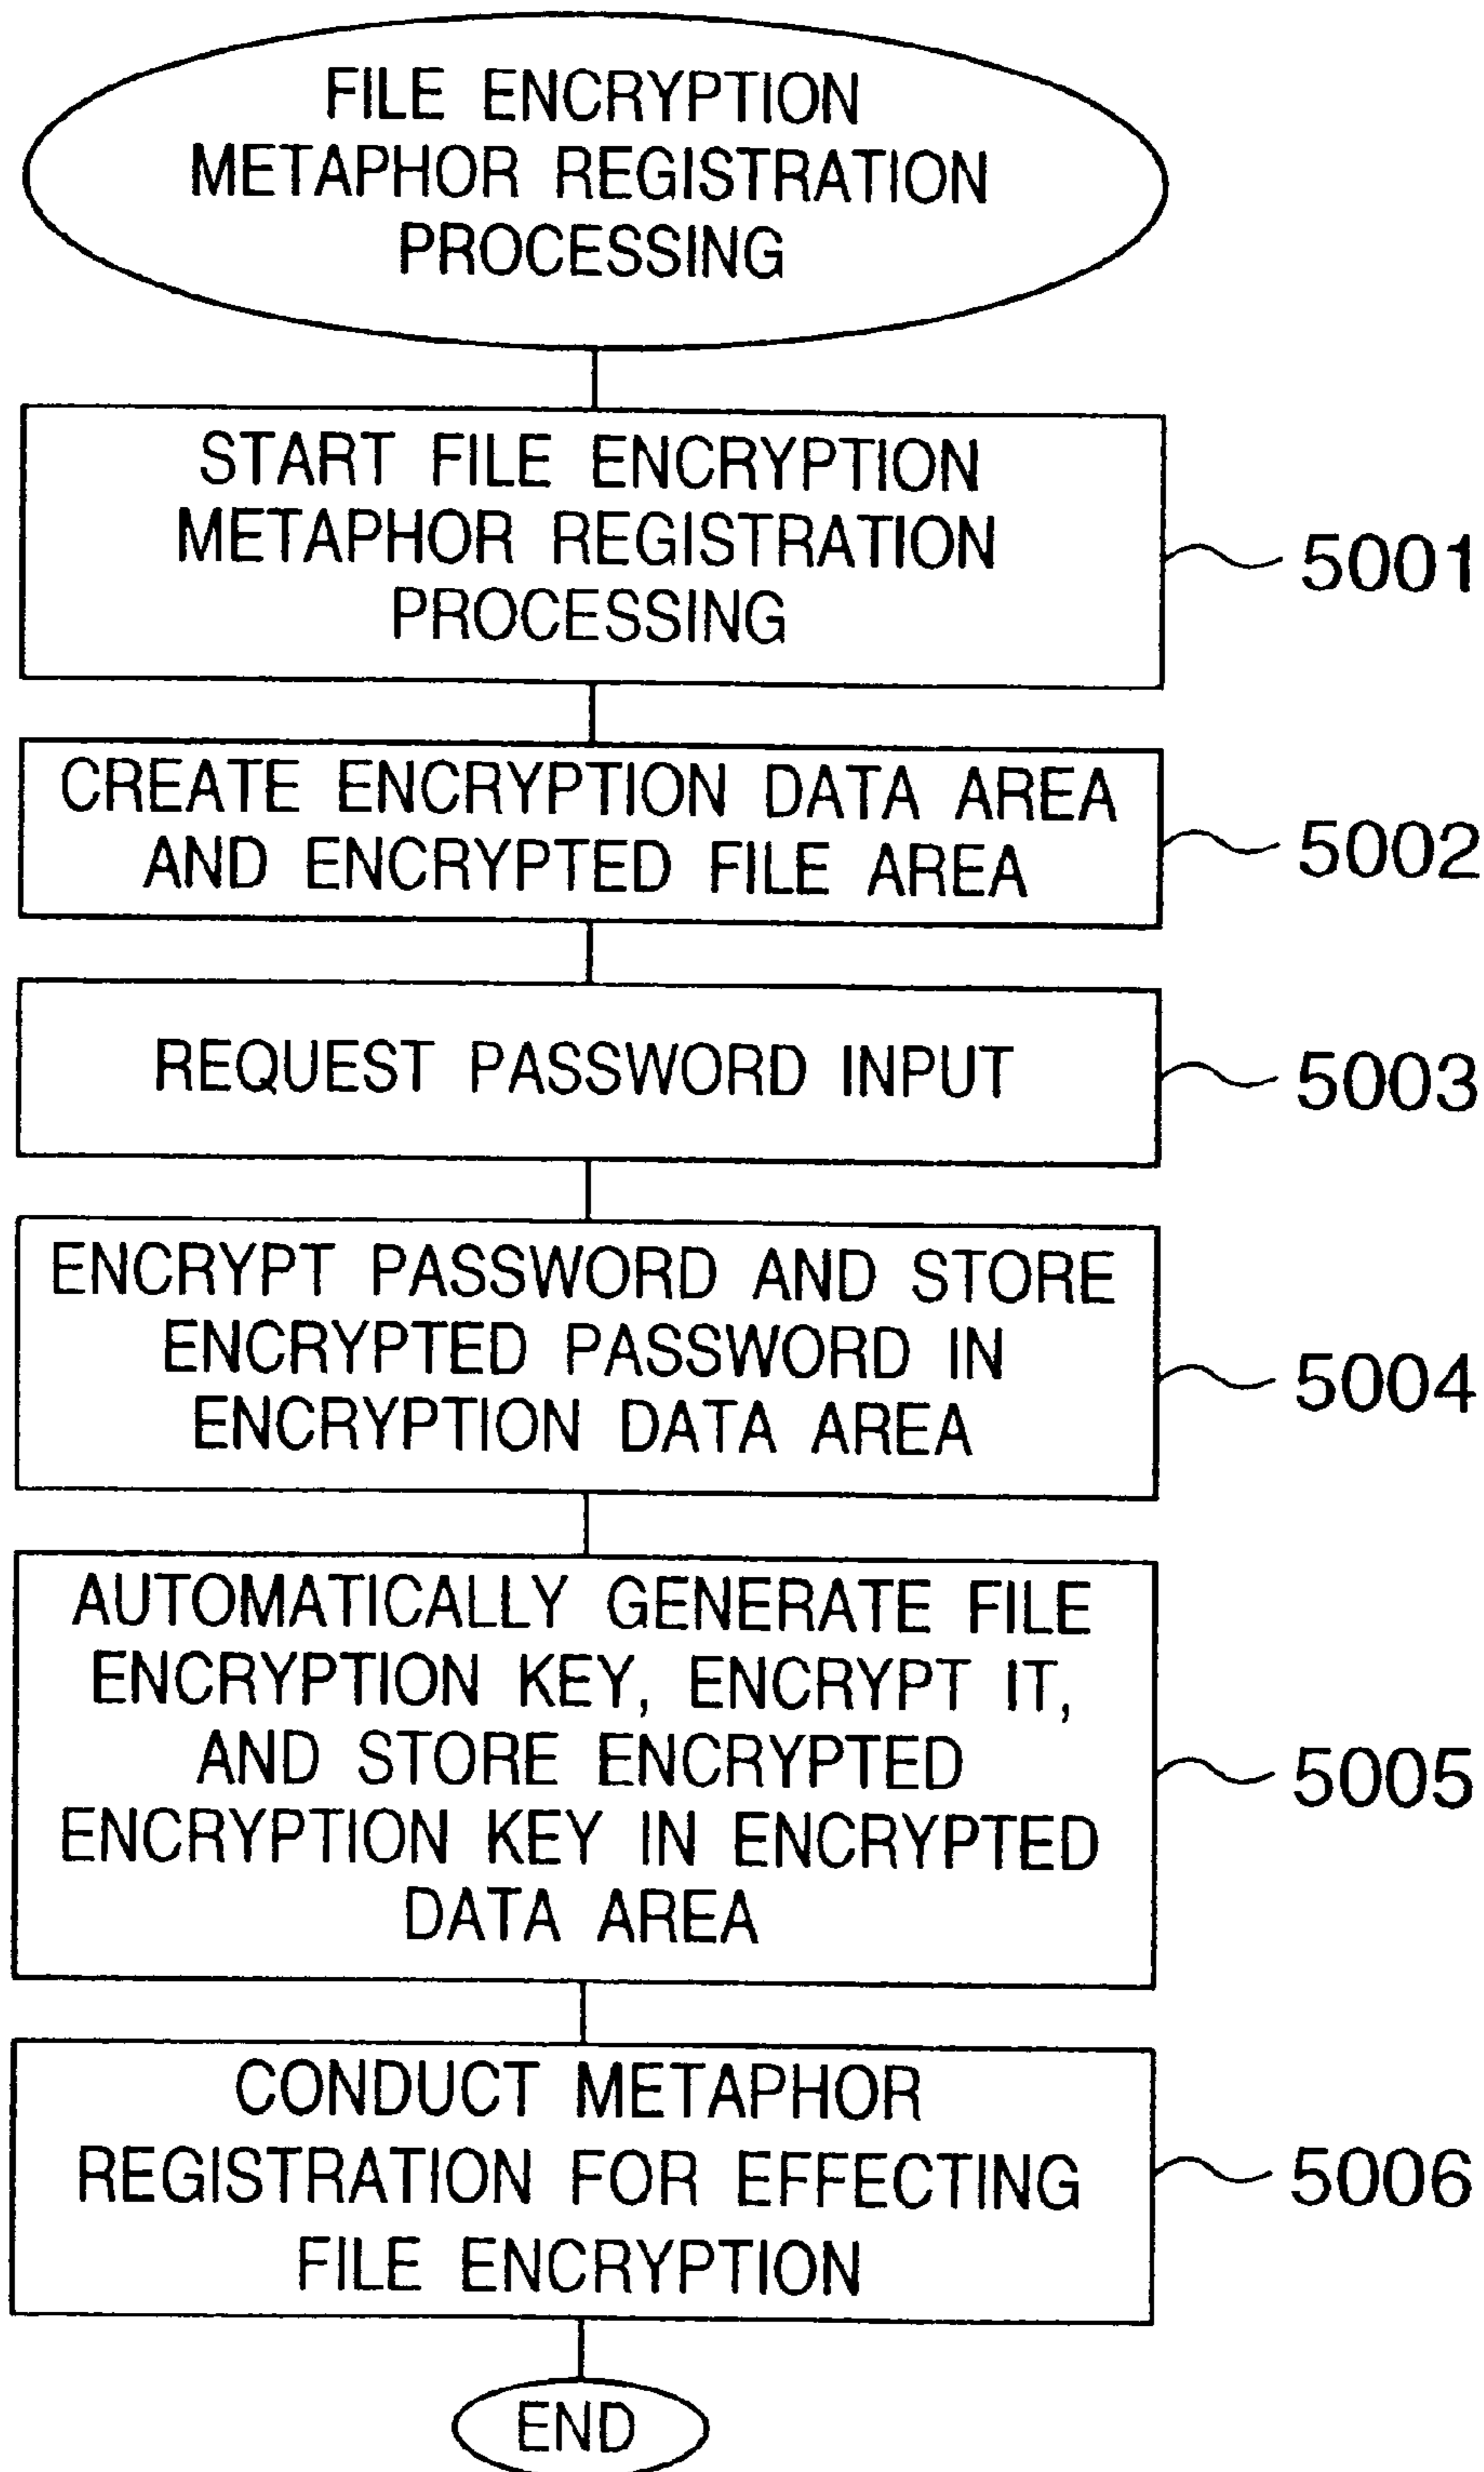 FILE ENCRYPTION
METAPHOR REGISTRATION
PROCESSING
START FILE ENCRYPTION
METAPHOR REGISTRATION
PROCESSING
5001
CREATE ENCRYPTION DATA AREA
AND ENCRYPTED FILE AREA
5002
REQUEST PASSWORD INPUT
5003
ENCRYPT PASSWORD AND STORE
ENCRYPTED PASSWORD IN
ENCRYPTION DATA AREA
5004
AUTOMATICALLY GENERATE FILE
ENCRYPTION KEY, ENCRYPT IT,
AND STORE ENCRYPTED
ENCRYPTION KEY IN ENCRYPTED
DATA AREA
5005
CONDUCT METAPHOR
REGISTRATION FOR EFFECTING
FILE ENCRYPTION
5006
END